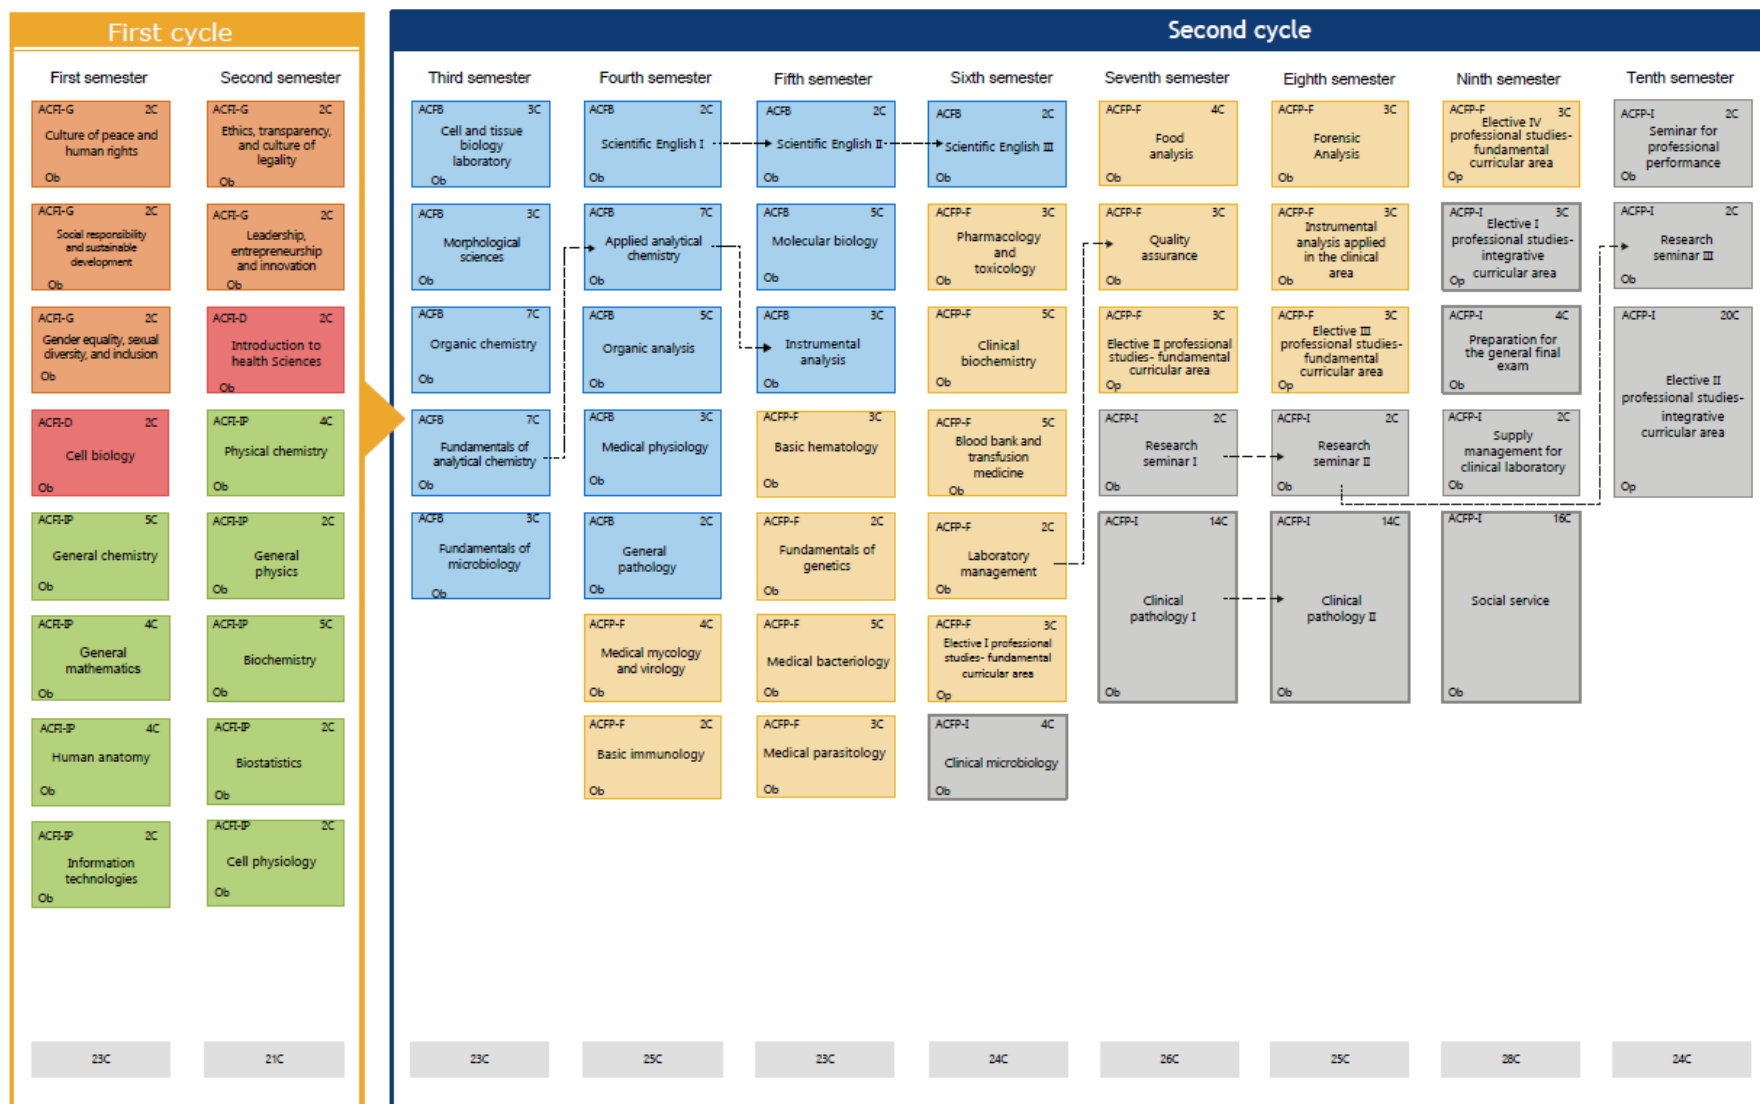 First cycle
First semester
ACFI-G 2C
Culture of peace and
human rights
Ob
ACFI-G 2C
Social responsibility
and sustainable
development
Ob
ACFI-G 2C
Gender equality, sexual
diversity, and inclusion
Ob
ACFI-D 2C
Cell biology
Ob
ACFI-IP 5C
General chemistry
Ob
ACFI-IP 4C
General
mathematics
Ob
ACFI-IP 4C
Human anatomy
Ob
ACFI-IP 2C
Information
technologies
Ob
23C
Second semester
ACFI-G 2C
Ethics, transparency,
and culture of
legality
Ob
ACFI-G 2C
Leadership,
entrepreneurship
and innovation
Ob
ACFI-D 2C
Introduction to
health Sciences
Ob
ACFI-IP 4C
Physical chemistry
Ob
ACFI-IP 2C
General
physics
Ob
ACFI-IP 5C
Biochemistry
Ob
ACFI-IP 2C
Biostatistics
Ob
ACFI-IP 2C
Cell physiology
Ob
21C
Second cycle
Third semester
ACFB 3C
Cell and tissue
biology
laboratory
Ob
ACFB 3C
Morphological
sciences
Ob
ACFB 7C
Organic chemistry
Ob
ACFB 7C
Fundamentals of
analytical chemistry
Ob
ACFB 3C
Fundamentals of
microbiology
Ob
23C
Fourth semester
ACFB 2C
Scientific English I
Ob
ACFB 7C
Applied analytical
chemistry
Ob
ACFB 5C
Organic analysis
Ob
ACFB 3C
Medical physiology
Ob
ACFB 2C
General
pathology
Ob
ACFP-F 4C
Medical mycology
and virology
Ob
ACFP-F 2C
Basic immunology
Ob
25C
Fifth semester
ACFB 2C
Scientific English II
Ob
ACFB 5C
Molecular biology
Ob
ACFB 3C
Instrumental
analysis
Ob
ACFP-F 3C
Basic hematology
Ob
ACFP-F 2C
Fundamentals of
genetics
Ob
ACFP-F 5C
Medical bacteriology
Ob
ACFP-F 3C
Medical parasitology
Ob
23C
Sixth semester
ACFB 2C
Scientific English III
Ob
ACFP-F 3C
Pharmacology
and
toxicology
Ob
ACFP-F 5C
Clinical
biochemistry
Ob
ACFP-F 5C
Blood bank and
transfusion
medicine
Ob
ACFP-F 2C
Laboratory
management
Ob
ACFP-F 3C
Elective I professional
studies- fundamental
curricular area
Op
ACFP-I 4C
Clinical microbiology
Ob
24C
Seventh semester
ACFP-F 4C
Food
analysis
Ob
ACFP-F 3C
Quality
assurance
Ob
ACFP-F 3C
Elective II professional
studies- fundamental
curricular area
Op
ACFP-I 2C
Research
seminar I
Ob
ACFP-I 14C
Clinical
pathology I
Ob
26C
Eighth semester
ACFP-F 3C
Forensic
Analysis
Ob
ACFP-F 3C
Instrumental
analysis applied
in the clinical
area
Ob
ACFP-F 3C
Elective III
professional studies-
fundamental
curricular area
Op
ACFP-I 2C
Research
seminar II
Ob
ACFP-I 14C
Clinical
pathology II
Ob
25C
Ninth semester
ACFP-F 3C
Elective IV
professional studies-
fundamental
curricular area
Op
ACFP-I 3C
Elective I
professional studies-
integrative
curricular area
Op
ACFP-I 4C
Preparation for
the general final
exam
Ob
ACFP-I 2C
Supply
management for
clinical laboratory
Ob
ACFP-I 16C
Social service
Ob
28C
Tenth semester
ACFP-I 2C
Seminar for
professional
performance
Ob
ACFP-I 2C
Research
seminar III
Ob
ACFP-I 20C
Elective II
professional studies-
integrative
curricular area
Op
24C